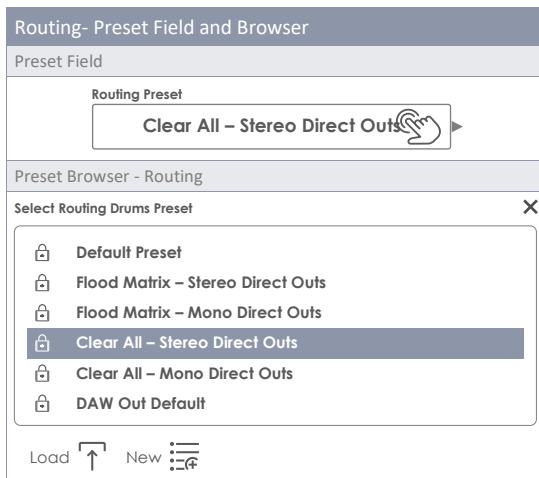 Routing- Preset Field and Browser
Preset Field
Routing Preset
Clear All – Stereo Direct Outs
Preset Browser - Routing
Select Routing Drums Preset
Default Preset
Flood Matrix – Stereo Direct Outs
Flood Matrix – Mono Direct Outs
Clear All – Stereo Direct Outs
Clear All – Mono Direct Outs
DAW Out Default
Load New